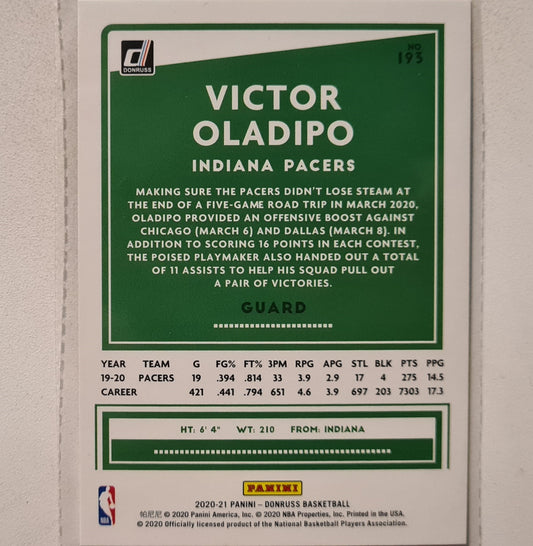 DONRUSS
NO
193
VICTOR
OLADIPO
INDIANA PACERS
MAKING SURE THE PACERS DIDN'T LOSE STEAM AT
THE END OF A FIVE-GAME ROAD TRIP IN MARCH 2020,
OLADIPO PROVIDED AN OFFENSIVE BOOST AGAINST
CHICAGO (MARCH 6) AND DALLAS (MARCH 8). IN
ADDITION TO SCORING 16 POINTS IN EACH CONTEST,
THE POISED PLAYMAKER ALSO HANDED OUT A TOTAL
OF 11 ASSISTS TO HELP HIS SQUAD PULL OUT
A PAIR OF VICTORIES.
GUARD
YEAR TEAM G FG% FT% 3PM RPG APG STL BLK PTS PPG
19-20 PACERS 19 .394 .814 33 3.9 2.9 17 4 275 14.5
CAREER 421 .441 .794 651 4.6 3.9 697 203 7303 17.3
HT: 6' 4" WT: 210 FROM: INDIANA
PANINI
2020-21 PANINI – DONRUSS BASKETBALL
帕尼尼 © 2020 Panini America, Inc. © 2020 NBA Properties, Inc. Printed in the USA.
© 2020 Officially licensed product of the National Basketball Players Association.
NBA